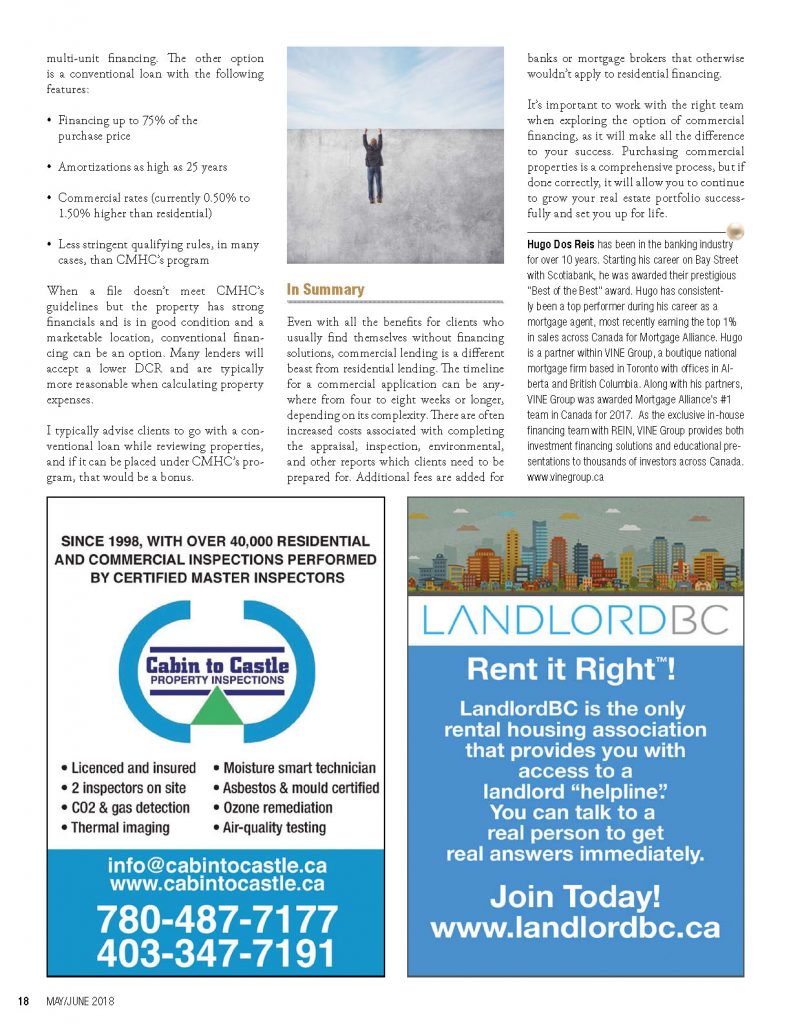 multi-unit financing. The other option
is a conventional loan with the following
features:
• Financing up to 75% of the
purchase price
• Amortizations as high as 25 years
• Commercial rates (currently 0.50% to
1.50% higher than residential)
• Less stringent qualifying rules, in many
cases, than CMHC's program
When a file doesn't meet CMHC's
guidelines but the property has strong
financials and is in good condition and a
marketable location, conventional finan-
cing can be an option. Many lenders will
accept a lower DCR and are typically
more reasonable when calculating property
expenses.
I typically advise clients to go with a con-
ventional loan while reviewing properties,
and if it can be placed under CMHC's pro-
gram, that would be a bonus.
In Summary
Even with all the benefits for clients who
usually find themselves without financing
solutions, commercial lending is a different
beast from residential lending. The timeline
for a commercial application can be any-
where from four to eight weeks or longer,
depending on its complexity. There are often
increased costs associated with completing
the appraisal, inspection, environmental,
and other reports which clients need to be
prepared for. Additional fees are added for
banks or mortgage brokers that otherwise
wouldn't apply to residential financing.
It's important to work with the right team
when exploring the option of commercial
financing, as it will make all the difference
to your success. Purchasing commercial
properties is a comprehensive process, but if
done correctly, it will allow you to continue
to grow your real estate portfolio success-
fully and set you up for life.
Hugo Dos Reis has been in the banking industry
for over 10 years. Starting his career on Bay Street
with Scotiabank, he was awarded their prestigious
"Best of the Best" award. Hugo has consistent-
ly been a top performer during his career as a
mortgage agent, most recently earning the top 1%
in sales across Canada for Mortgage Alliance. Hugo
is a partner within VINE Group, a boutique national
mortgage firm based in Toronto with offices in Al-
berta and British Columbia. Along with his partners,
VINE Group was awarded Mortgage Alliance's #1
team in Canada for 2017. As the exclusive in-house
financing team with REIN, VINE Group provides both
investment financing solutions and educational pre-
sentations to thousands of investors across Canada.
www.vinegroup.ca
SINCE 1998, WITH OVER 40,000 RESIDENTIAL
AND COMMERCIAL INSPECTIONS PERFORMED
BY CERTIFIED MASTER INSPECTORS
Cabin to Castle
PROPERTY INSPECTIONS
• Licenced and insured
• 2 inspectors on site
• CO2 & gas detection
• Thermal imaging
• Moisture smart technician
• Asbestos & mould certified
• Ozone remediation
• Air-quality testing
info@cabintocastle.ca
www.cabintocastle.ca
780-487-7177
403-347-7191
LANDLORDBC
Rent it Right™!
LandlordBC is the only
rental housing association
that provides you with
access to a
landlord "helpline."
You can talk to a
real person to get
real answers immediately.
Join Today!
www.landlordbc.ca
18 MAY/JUNE 2018